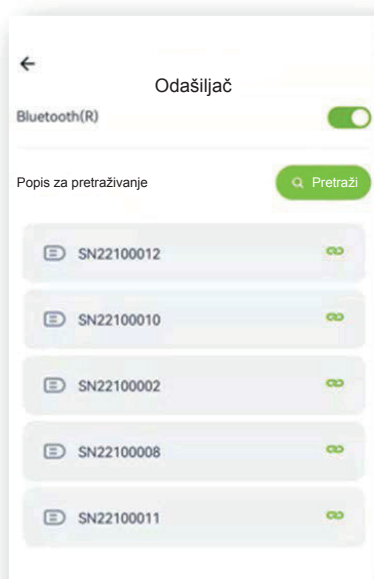 Odašiljač
Bluetooth(R)
Popis za pretraživanje
Pretraži
SN22100012
SN22100010
SN22100002
SN22100008
SN22100011